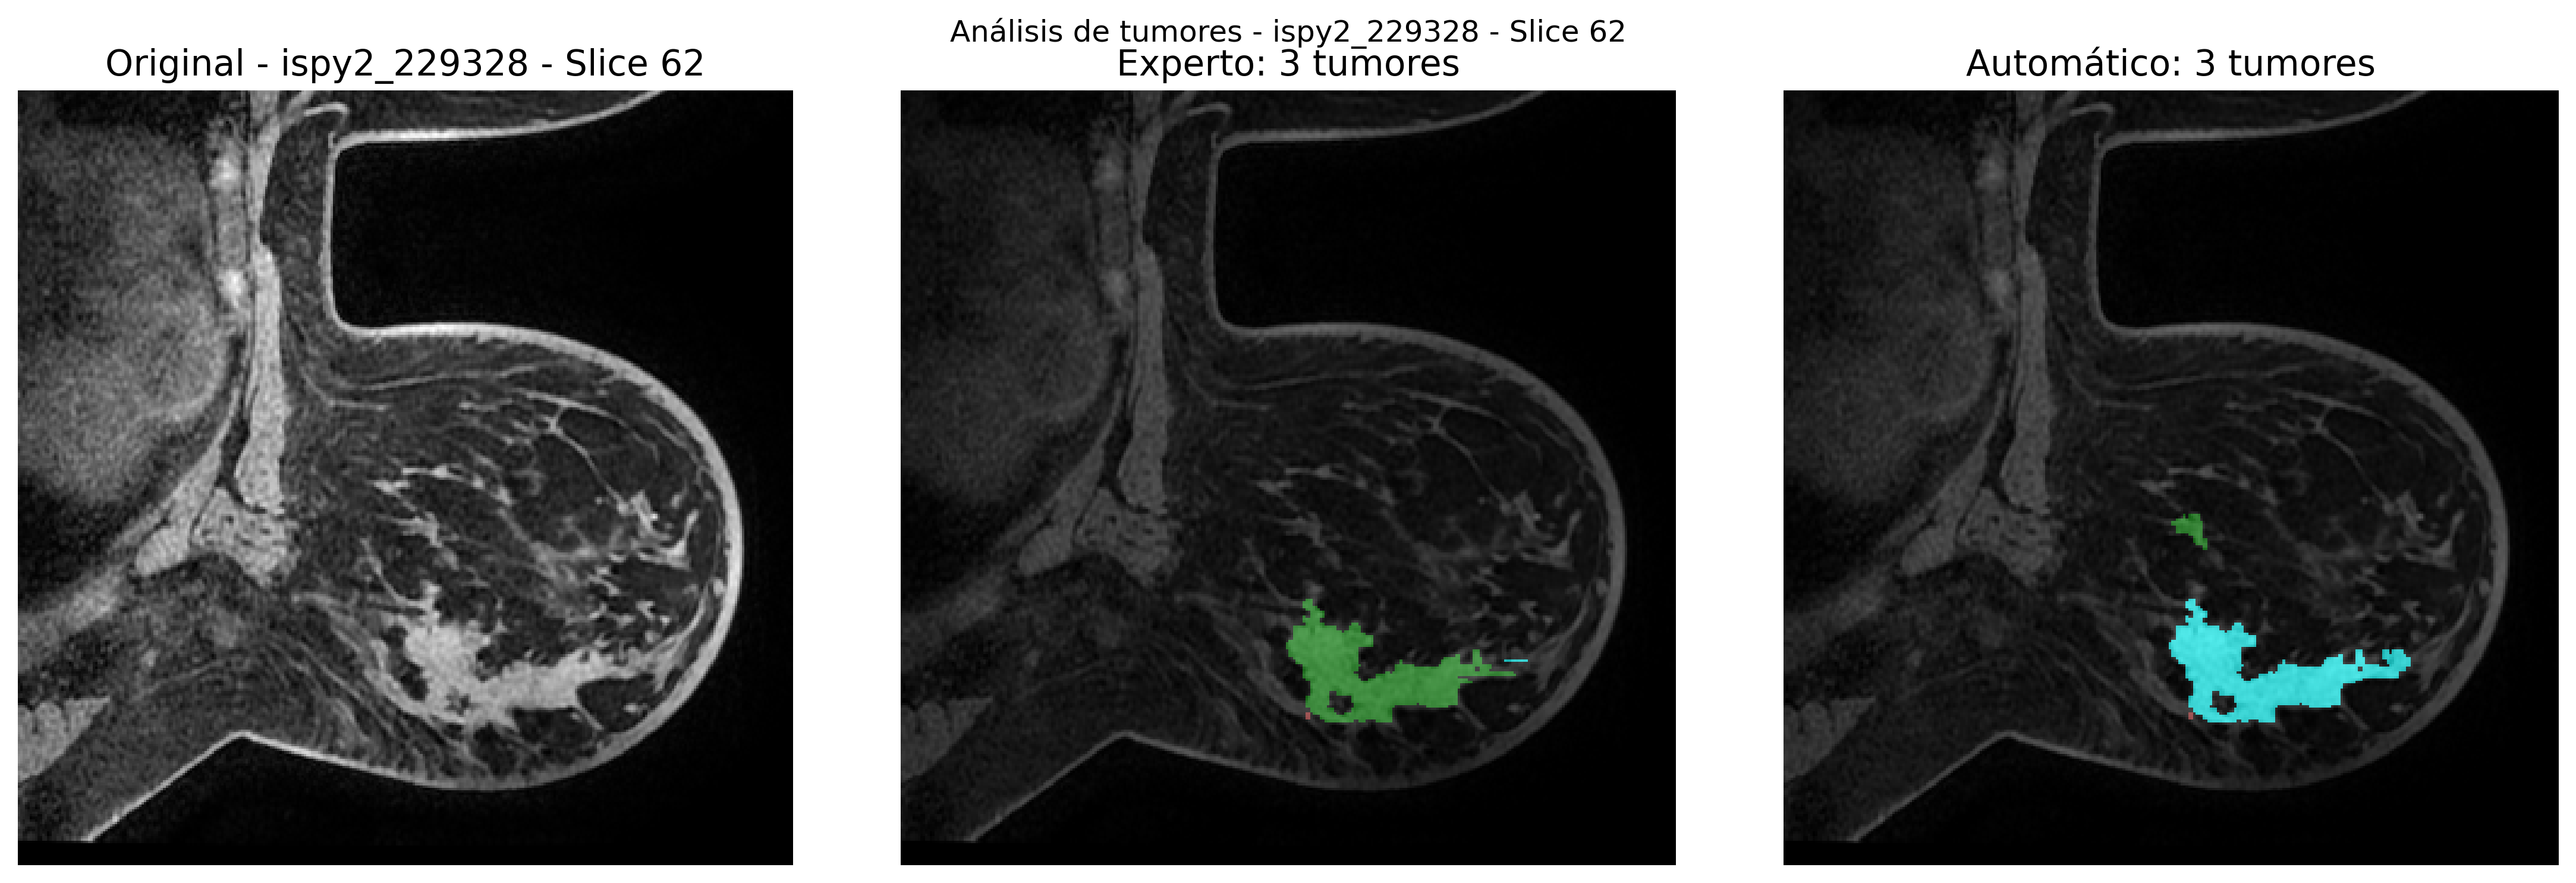 Análisis de tumores - ispy2_229328 - Slice 62
Original - ispy2_229328 - Slice 62
Experto: 3 tumores
Automático: 3 tumores